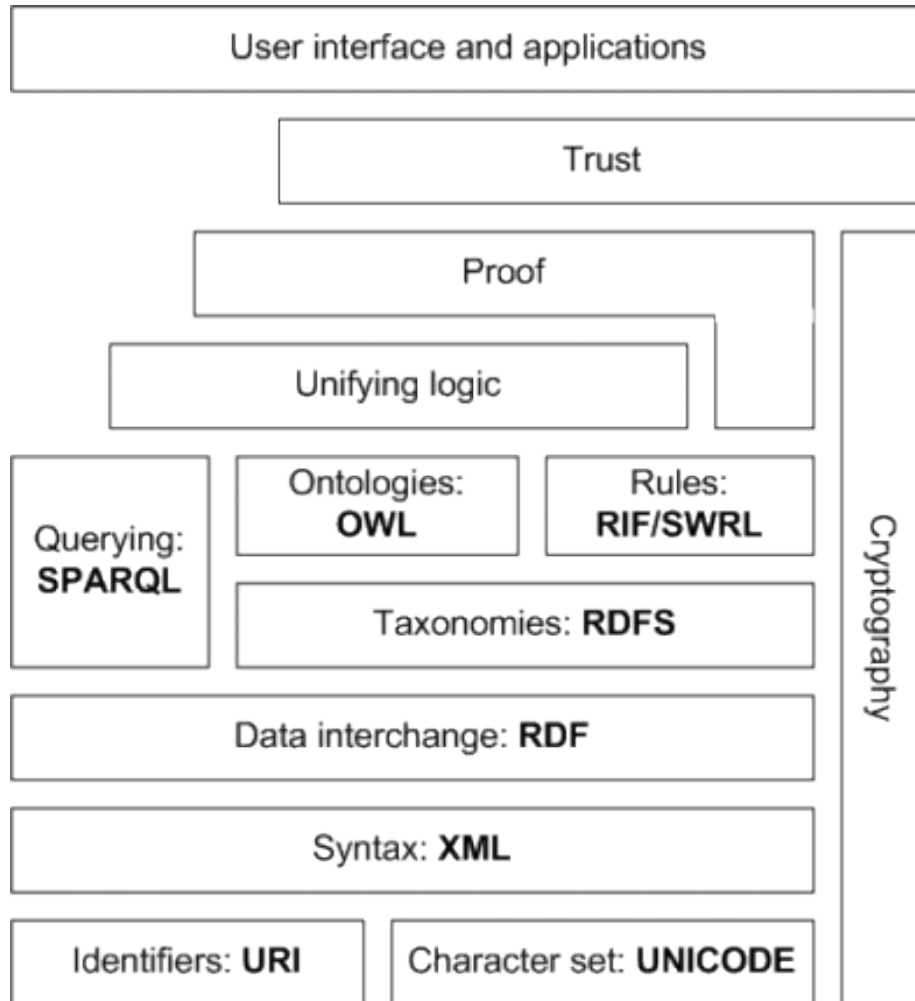 User interface and applications
Trust
Proof
Unifying logic
Ontologies:
OWL
Rules:
RIF/SWRL
Querying:
SPARQL
Taxonomies: RDFS
Cryptography
Data interchange: RDF
Syntax: XML
Identifiers: URI
Character set: UNICODE